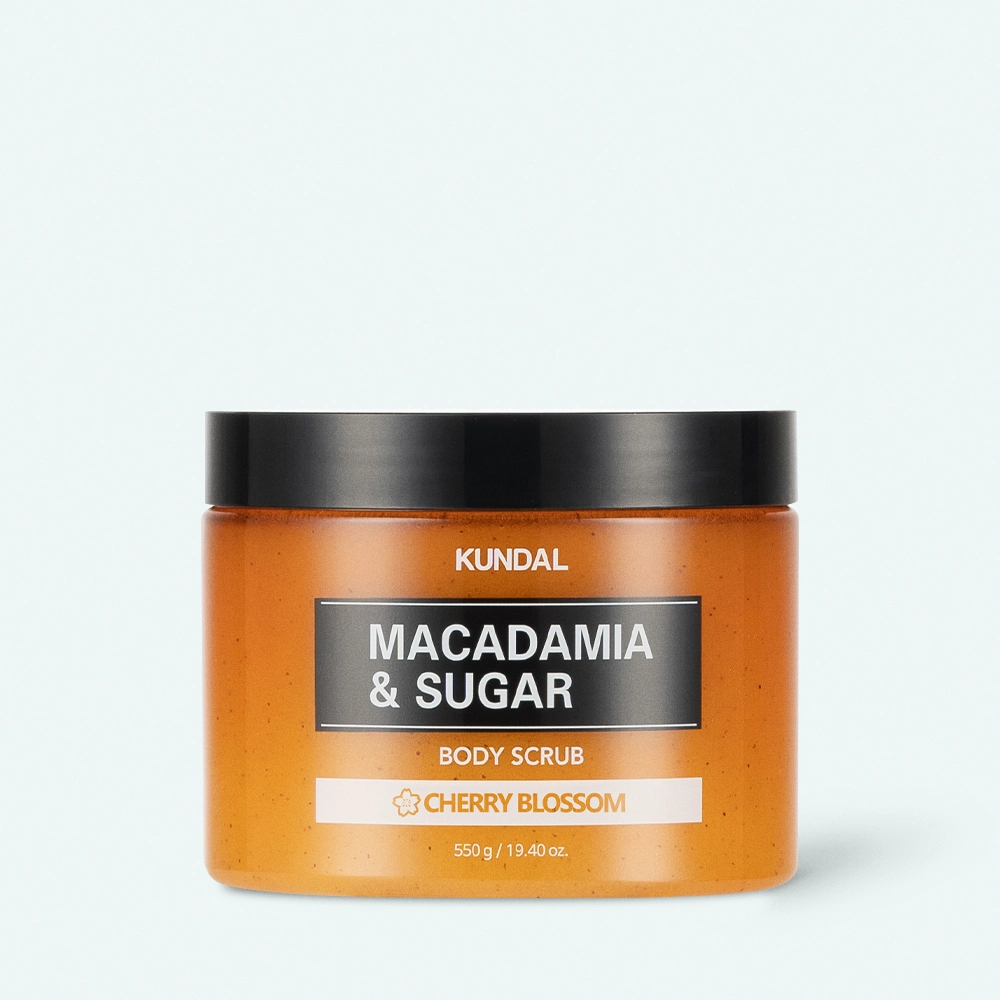 KUNDAL
MACADAMIA
& SUGAR
BODY SCRUB
CHERRY BLOSSOM
550 g / 19.40 oz.